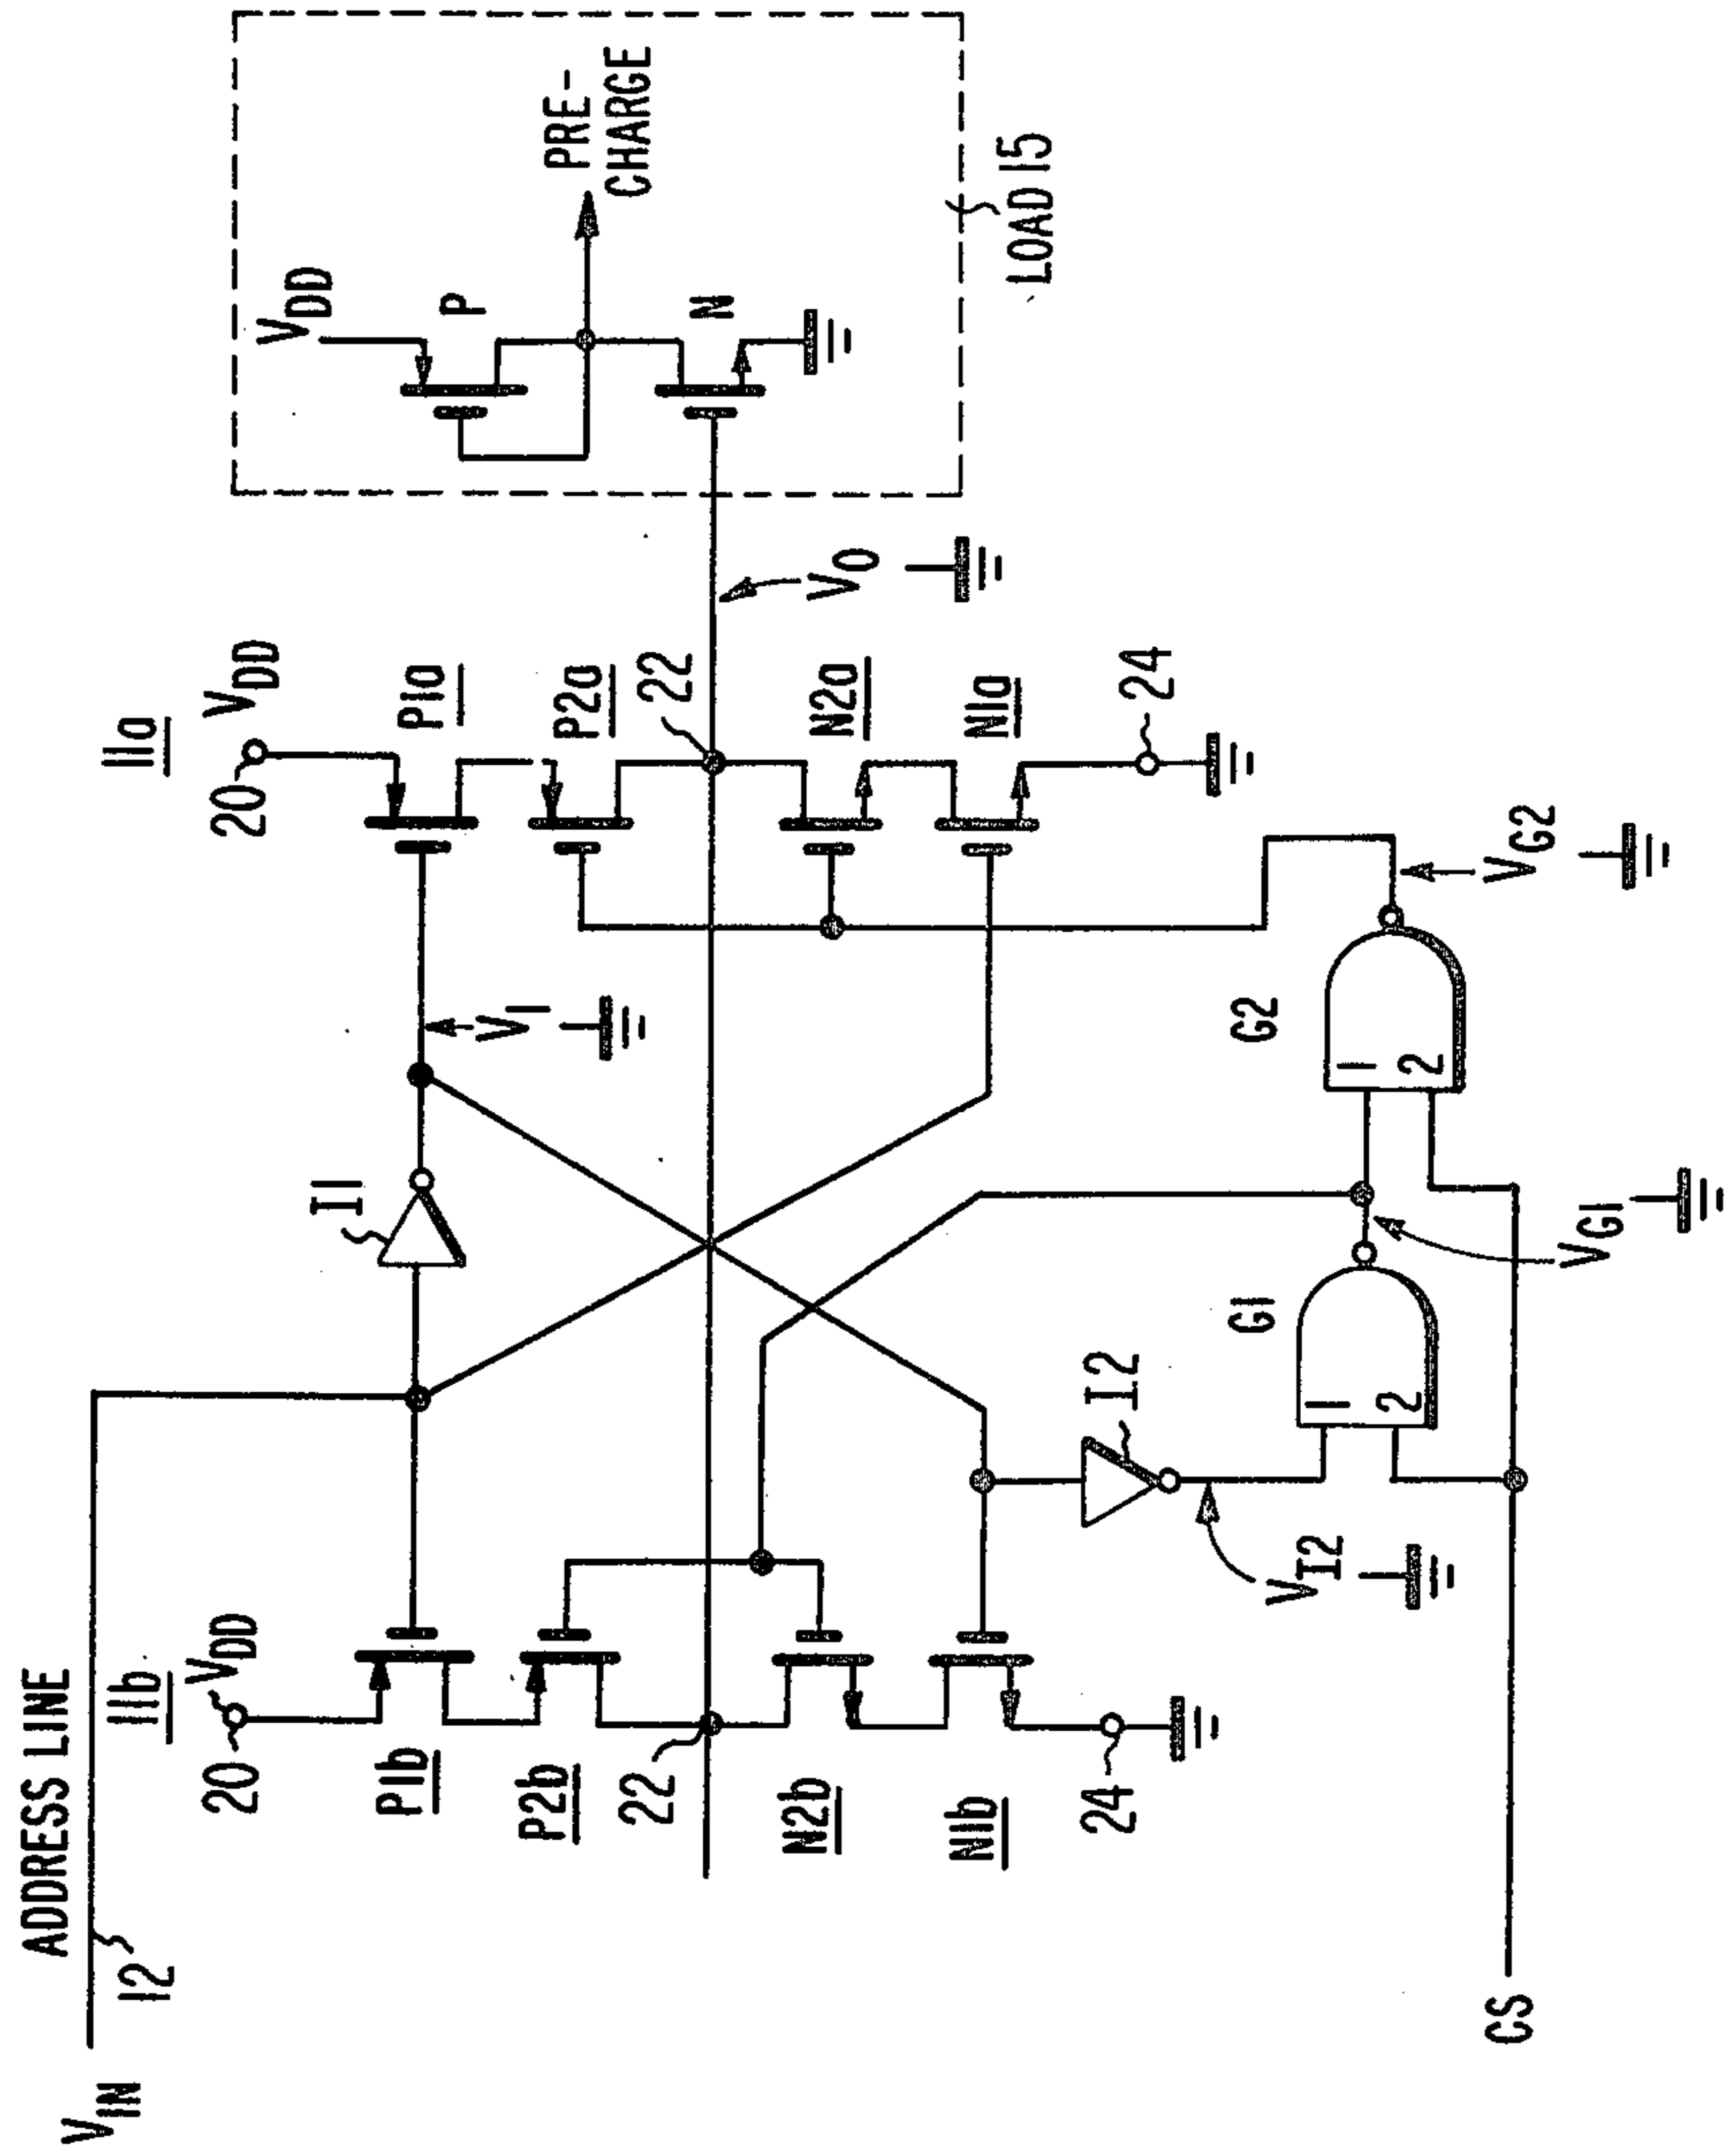 VIN
ADDRESS LINE
12
11b
20
VDD
P1b
P2b
22
N2b
N1b
24
I1
V1
I2
VI2
CS
G1
1
2
VG1
G2
1
2
VG2
11a
20
VDD
P1a
P2a
22
N2a
N1a
24
VO
VDD
P
N
PRE-
CHARGE
LOAD 15